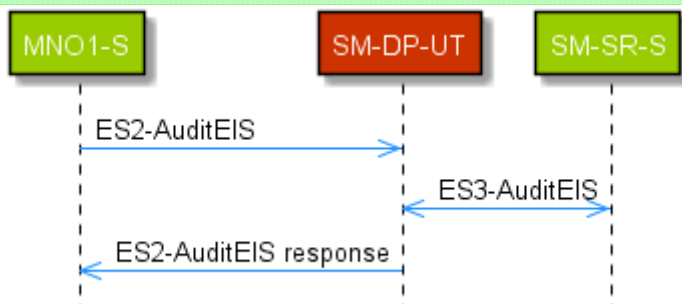 MNO1-S
SM-DP-UT
SM-SR-S
ES2-AuditEIS
ES3-AuditEIS
ES2-AuditEIS response